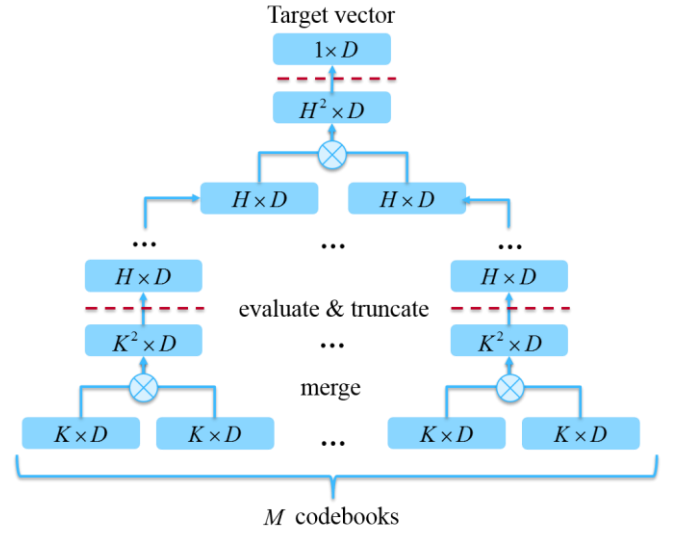 Target vector
1 × D
H² × D
H × D H × D
... ... ...
H × D H × D
evaluate & truncate
K² × D ... K² × D
merge
K × D K × D ... K × D K × D
M codebooks